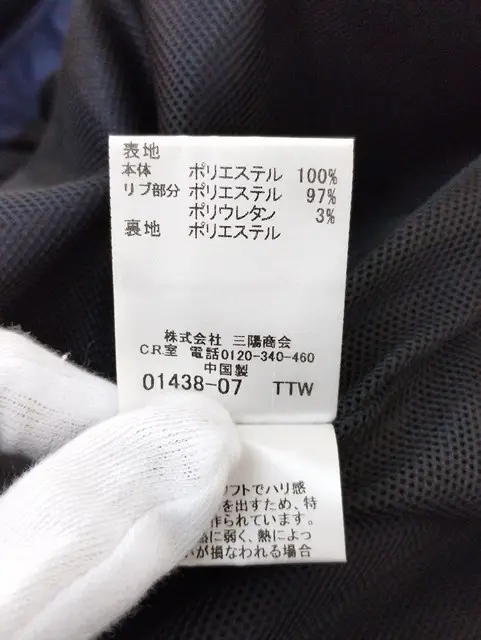 表地
本体 ポリエステル 100%
リブ部分 ポリエステル 97%
ポリウレタン 3%
裏地 ポリエステル
株式会社 三陽商会
C.R.室 電話0120-340-460
中国製
01438-07 TTW
フトでハリ感
を出すため、特
作られています。
熱に弱く、熱によっ
が損なわれる場合